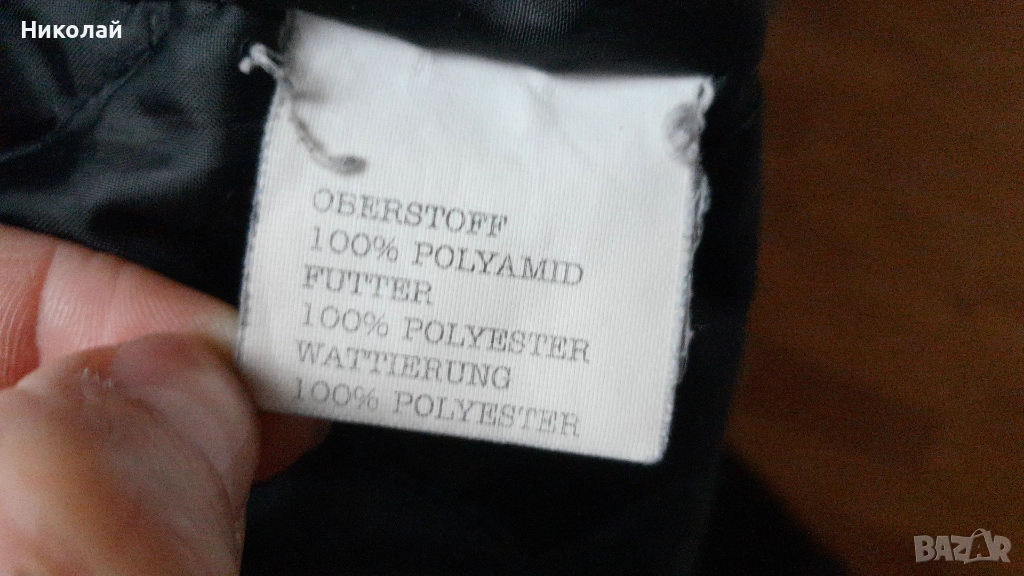 Николай
OBERSTOFF
100% POLYAMID
FUTTER
100% POLYESTER
WATTIERUNG
100% POLYESTER
BAZAR